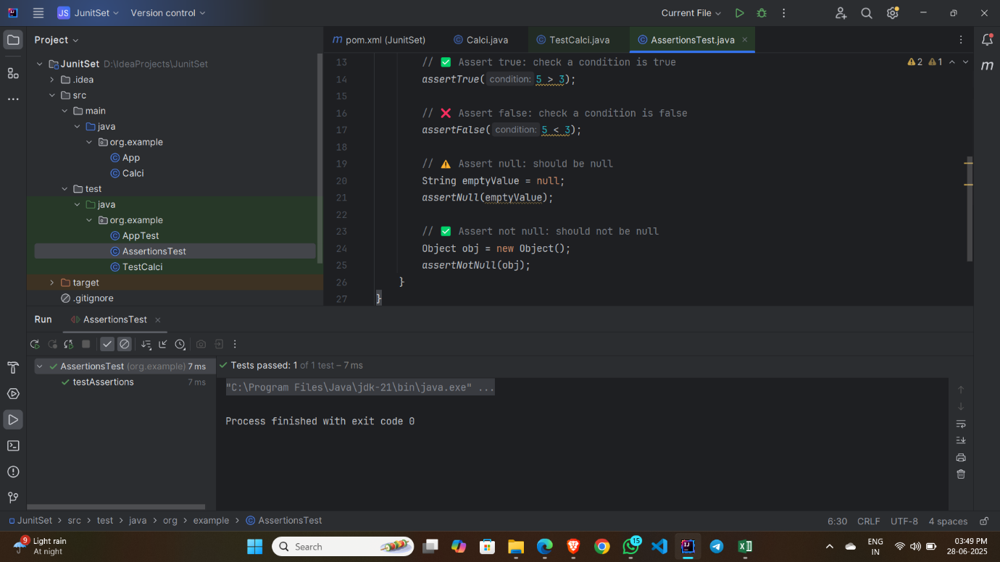 JS JunitSet Version control Current File
Project
pom.xml (JunitSet) Calci.java TestCalci.java AssertionsTest.java
JunitSet D:\IdeaProjects\JunitSet
.idea
src
main
java
org.example
App
Calci
test
java
org.example
AppTest
AssertionsTest
TestCalci
target
.gitignore
2 1
13 // ✅ Assert true: check a condition is true
14 assertTrue( condition: 5 > 3);
15
16 // ❌ Assert false: check a condition is false
17 assertFalse( condition: 5 < 3);
18
19 // ⚠️ Assert null: should be null
20 String emptyValue = null;
21 assertNull(emptyValue);
22
23 // ✅ Assert not null: should not be null
24 Object obj = new Object();
25 assertNotNull(obj);
26 }
27 }
Run AssertionsTest
AssertionsTest (org.example) 7 ms
testAssertions 7 ms
Tests passed: 1 of 1 test – 7 ms
"C:\Program Files\Java\jdk-21\bin\java.exe" ...
Process finished with exit code 0
JunitSet > src > test > java > org > example > AssertionsTest
6:30 CRLF UTF-8 4 spaces
9 Light rain
At night
Search
15
ENG
IN
03:49 PM
28-06-2025